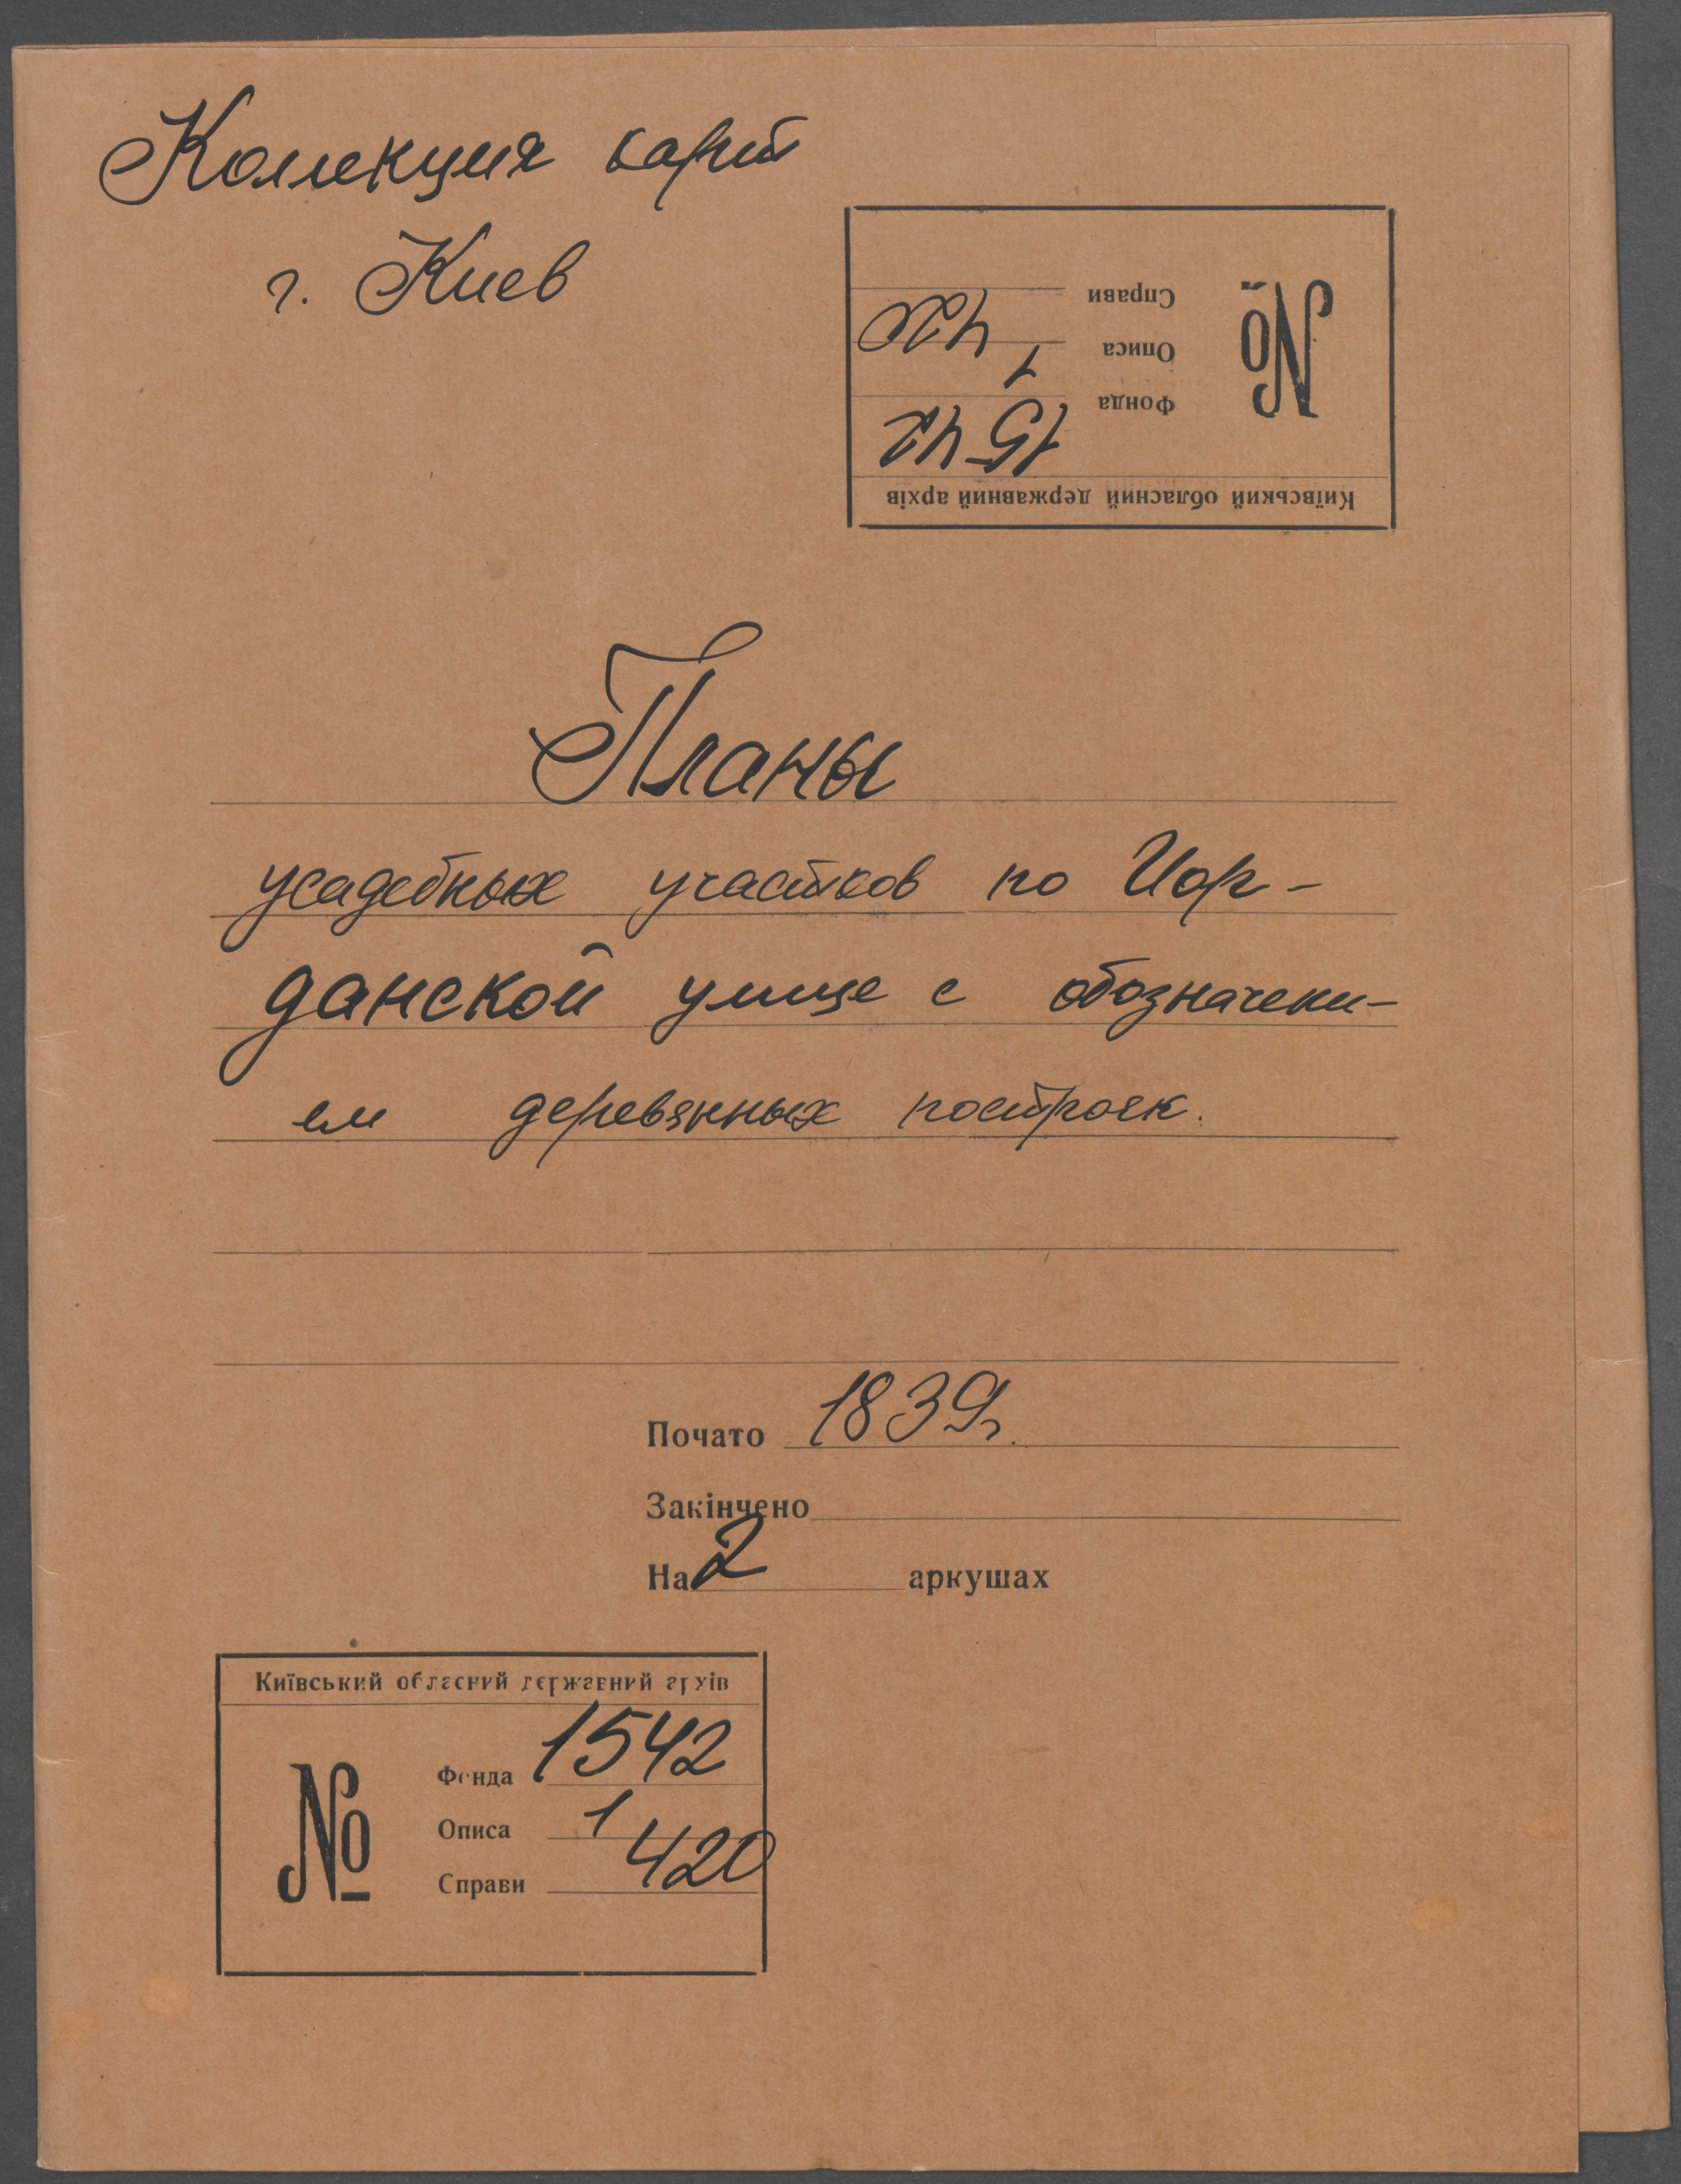 Коллекция карт
г. Киев
Київський обласний державний архів
№
Фонда 1542
Описа 1
Справи 420
Планы
усадебных участков по Иор-
данской улице с обозначени-
ем деревянных построек.
Почато 1839г.
Закінчено
На 2 аркушах
Київський обласний державний архів
№
Фонда 1542
Описа 1
Справи 420